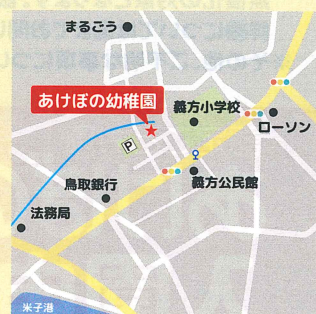 まるごう
あけぼの幼稚園
義方小学校
ローソン
P
義方公民館
鳥取銀行
法務局
米子港